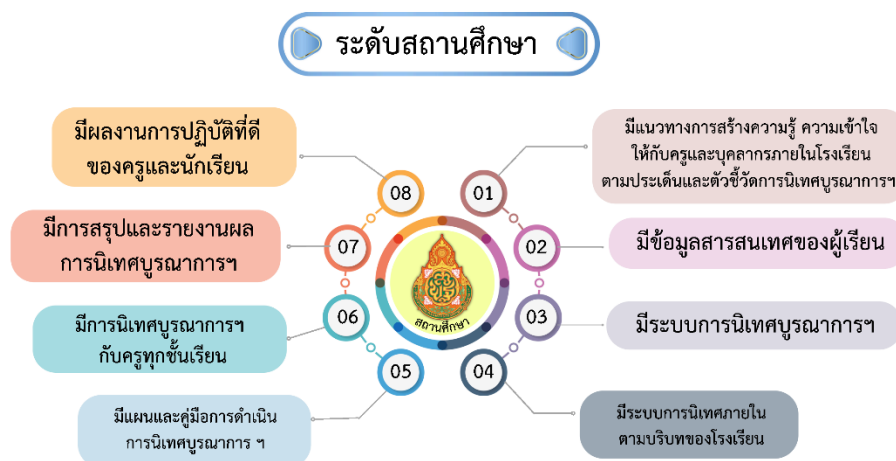 ระดับสถานศึกษา
01
มีแนวทางการสร้างความรู้ ความเข้าใจ
ให้กับครูและบุคลากรภายในโรงเรียน
ตามประเด็นและตัวชี้วัดการนิเทศบูรณาการฯ
02
มีข้อมูลสารสนเทศของผู้เรียน
03
มีระบบการนิเทศบูรณาการฯ
04
มีระบบการนิเทศภายใน
ตามบริบทของโรงเรียน
05
มีแผนและคู่มือการดำเนิน
การนิเทศบูรณาการ ฯ
06
มีการนิเทศบูรณาการฯ
กับครูทุกชั้นเรียน
07
มีการสรุปและรายงานผล
การนิเทศบูรณาการฯ
08
มีผลงานการปฏิบัติที่ดี
ของครูและนักเรียน
สถานศึกษา